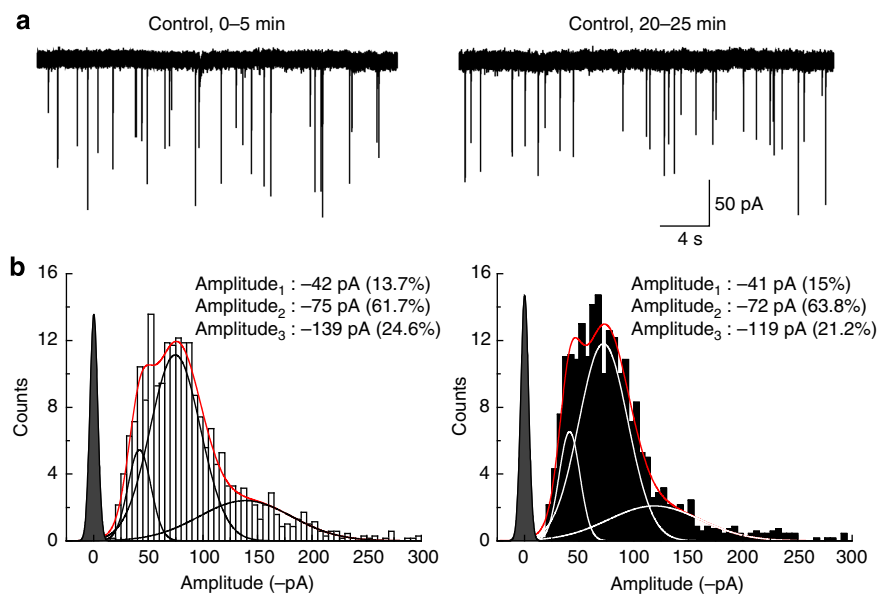 a
Control, 0–5 min
Control, 20–25 min
50 pA
4 s
b
16
12
8
4
0
Counts
Amplitude1 : –42 pA (13.7%)
Amplitude2 : –75 pA (61.7%)
Amplitude3 : –139 pA (24.6%)
0 50 100 150 200 250 300
Amplitude (–pA)
16
12
8
4
0
Counts
Amplitude1 : –41 pA (15%)
Amplitude2 : –72 pA (63.8%)
Amplitude3 : –119 pA (21.2%)
0 50 100 150 200 250 300
Amplitude (–pA)